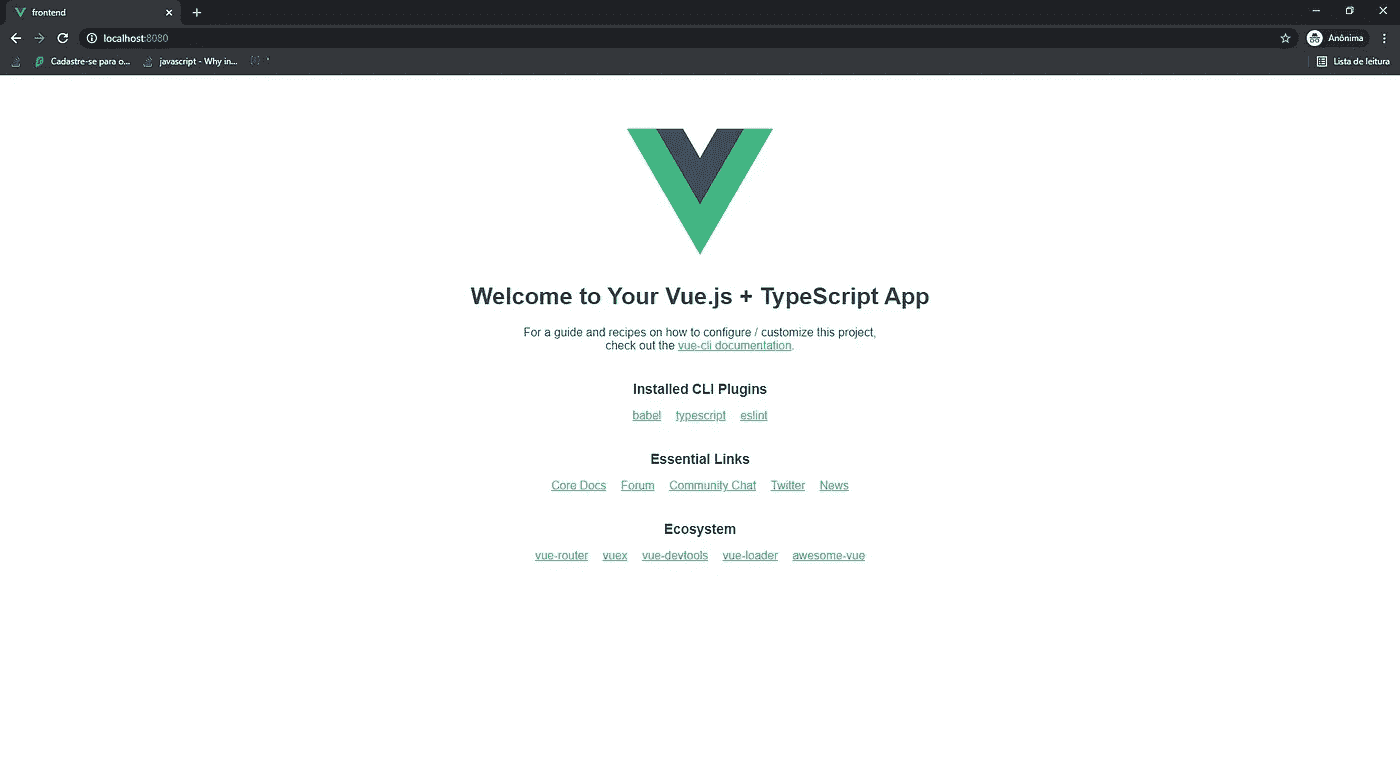 frontend
localhost:8080
Anônima
Cadastre-se para o... javascript - Why in...
Lista de leitura
Welcome to Your Vue.js + TypeScript App
For a guide and recipes on how to configure / customize this project,
check out the vue-cli documentation.
Installed CLI Plugins
babel typescript eslint
Essential Links
Core Docs Forum Community Chat Twitter News
Ecosystem
vue-router vuex vue-devtools vue-loader awesome-vue